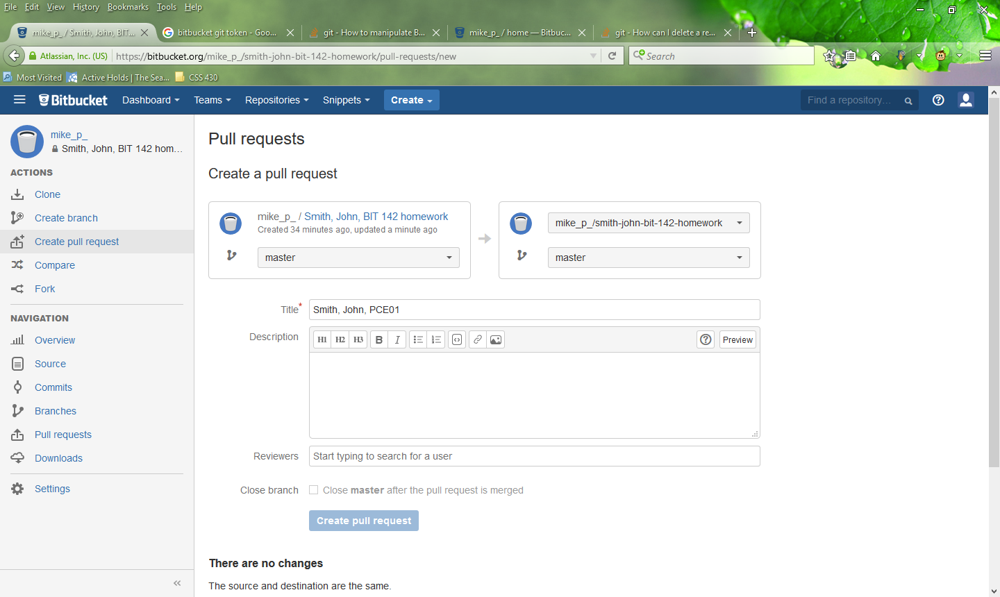 File Edit View History Bookmarks Tools Help
mike_p_ / Smith, John, BIT...
bitbucket git token - Goo...
git - How to manipulate B...
mike_p_ / home — Bitbuc...
git - How can I delete a re...
Atlassian, Inc. (US)
https://bitbucket.org/mike_p_/smith-john-bit-142-homework/pull-requests/new
Search
Most Visited
Active Holds | The Sea...
CSS 430
Bitbucket
Dashboard
Teams
Repositories
Snippets
Create
Find a repository...
mike_p_
Smith, John, BIT 142 hom...
ACTIONS
Clone
Create branch
Create pull request
Compare
Fork
NAVIGATION
Overview
Source
Commits
Branches
Pull requests
Downloads
Settings
Pull requests
Create a pull request
mike_p_ / Smith, John, BIT 142 homework
Created 34 minutes ago, updated a minute ago
master
mike_p_/smith-john-bit-142-homework
master
Title*
Smith, John, PCE01
Description
H1 H2 H3 B I
Preview
Reviewers
Start typing to search for a user
Close branch
Close master after the pull request is merged
Create pull request
There are no changes
The source and destination are the same.